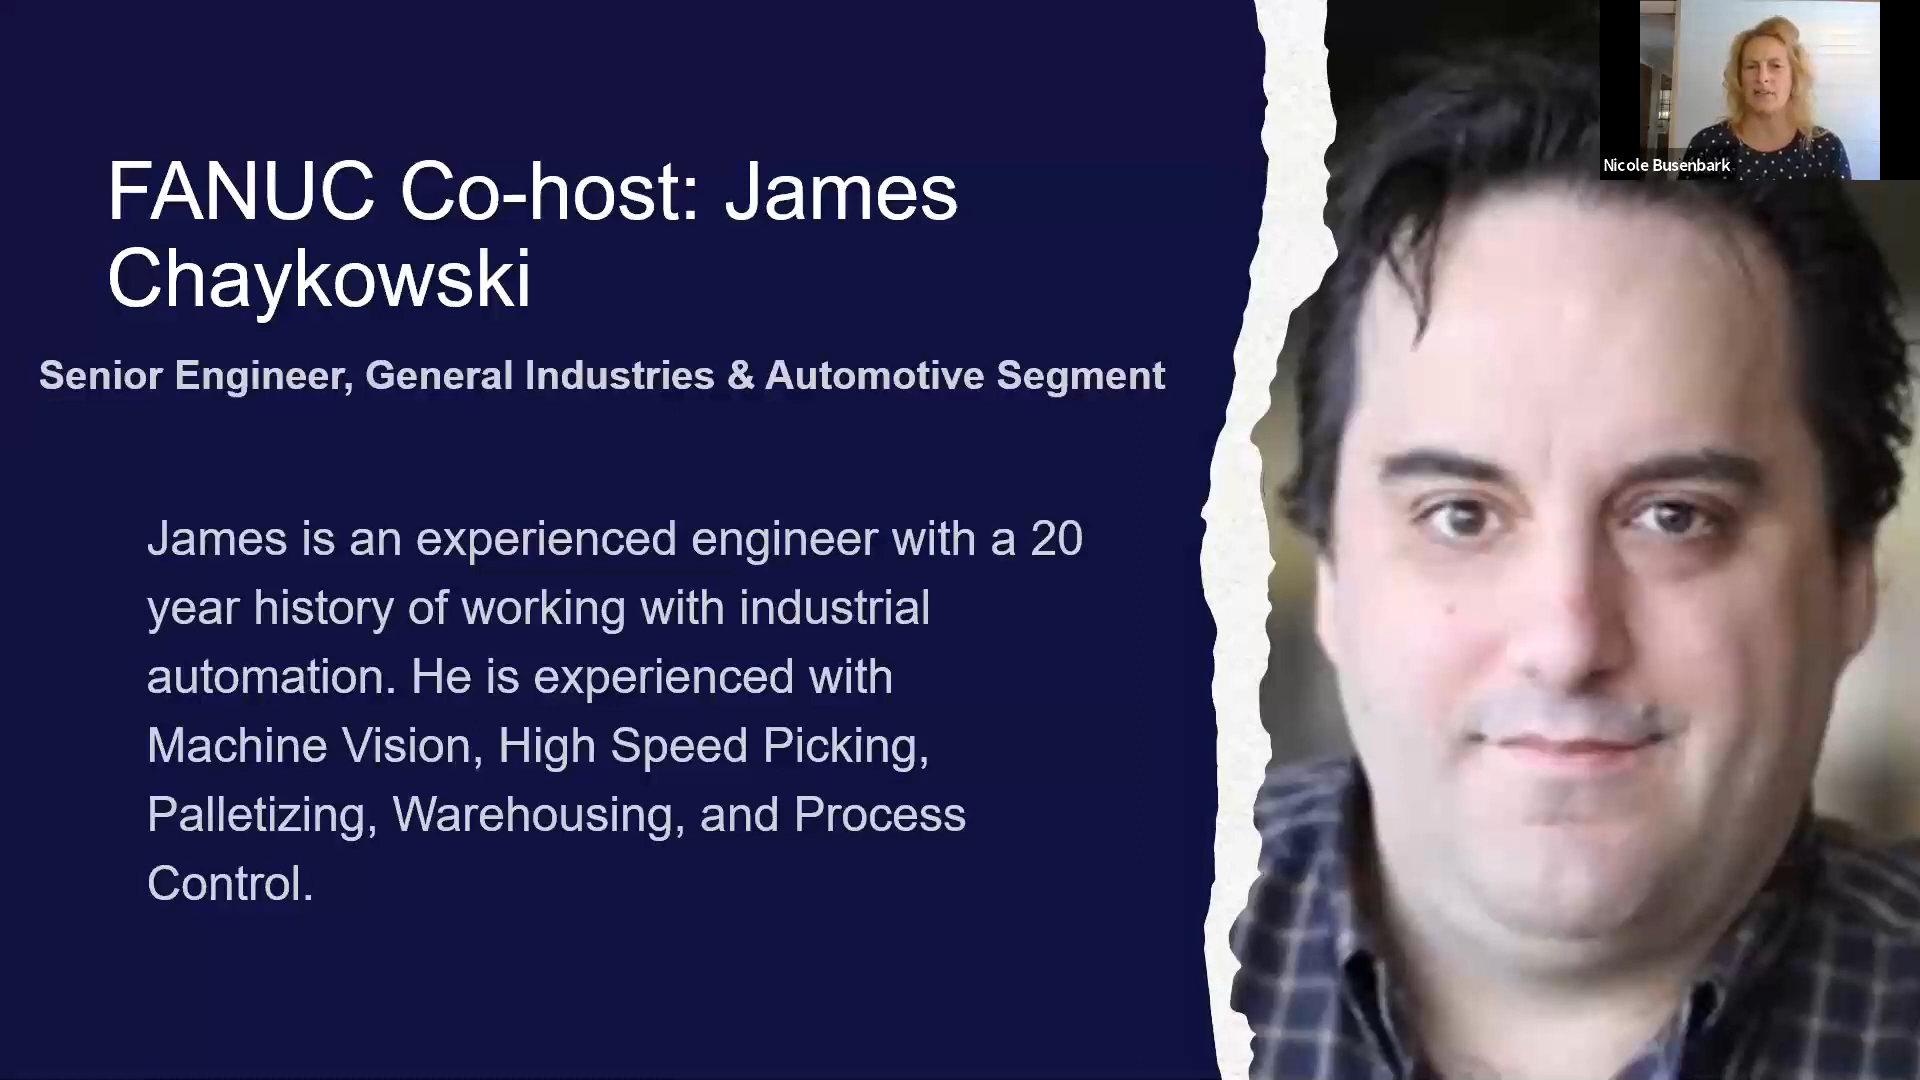 FANUC Co-host: James
Chaykowski
Senior Engineer, General Industries & Automotive Segment
James is an experienced engineer with a 20
year history of working with industrial
automation. He is experienced with
Machine Vision, High Speed Picking,
Palletizing, Warehousing, and Process
Control.
Nicole Busenbark